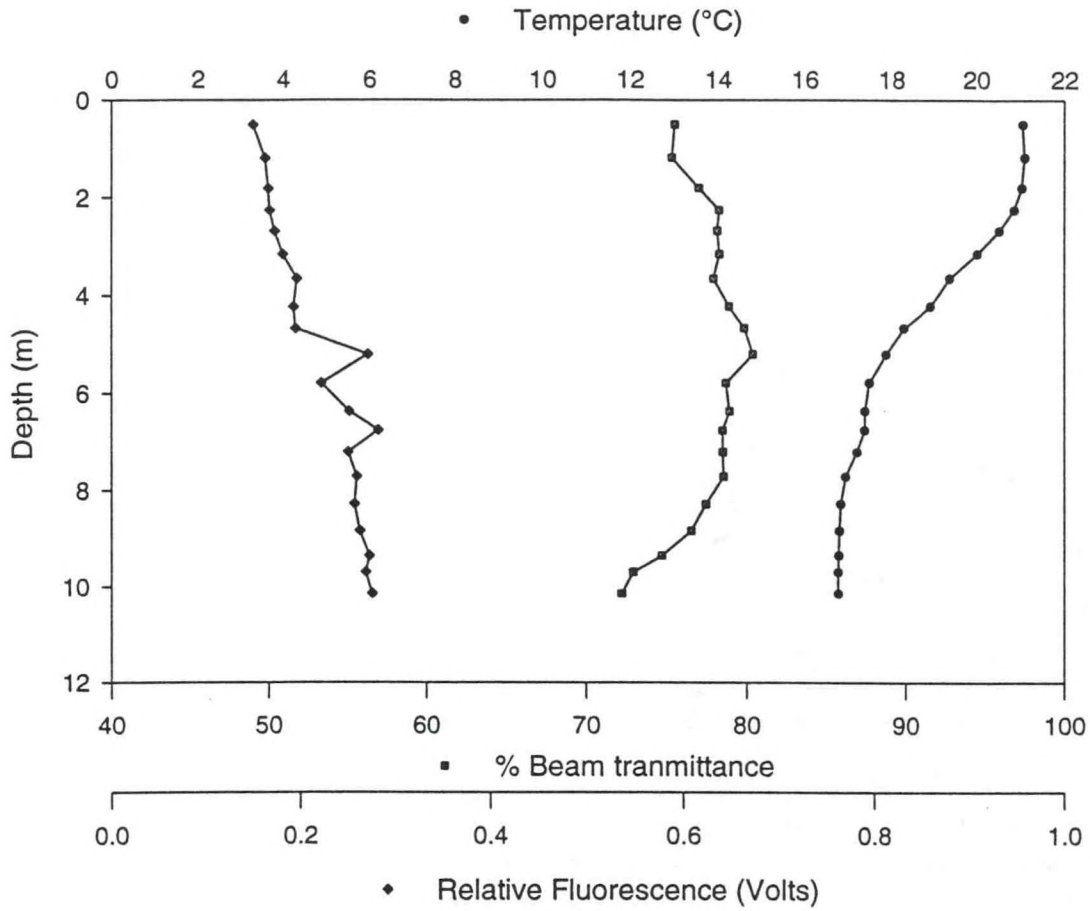 Temperature (°C)
0 2 4 6 8 10 12 14 16 18 20 22
0
2
4
6
8
10
12
Depth (m)
40 50 60 70 80 90 100
% Beam tranmittance
0.0 0.2 0.4 0.6 0.8 1.0
Relative Fluorescence (Volts)